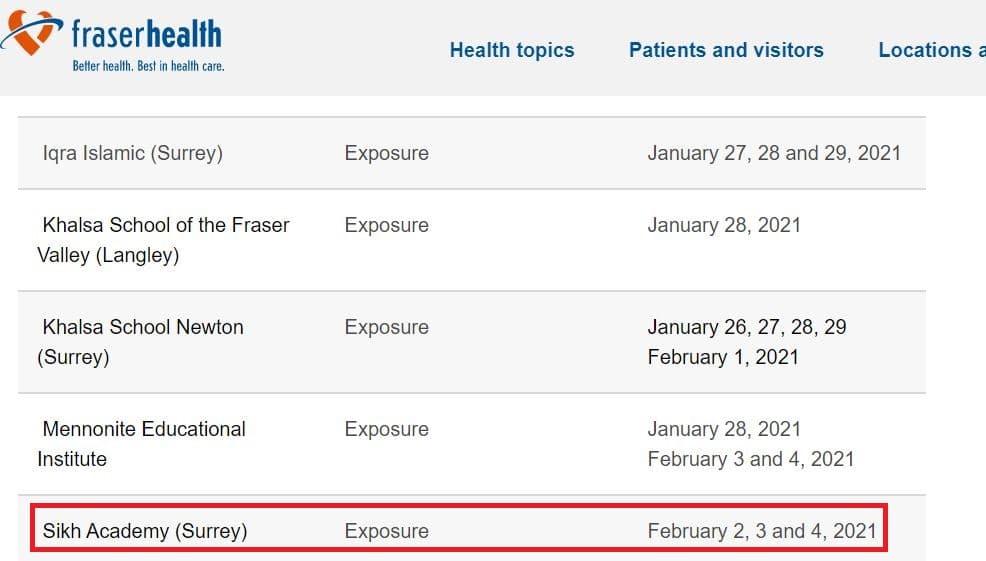 fraserhealth
Better health. Best in health care.
Health topics Patients and visitors Locations a
Iqra Islamic (Surrey) Exposure January 27, 28 and 29, 2021
Khalsa School of the Fraser Exposure January 28, 2021
Valley (Langley)
Khalsa School Newton Exposure January 26, 27, 28, 29
(Surrey) February 1, 2021
Mennonite Educational Exposure January 28, 2021
Institute February 3 and 4, 2021
Sikh Academy (Surrey) Exposure February 2, 3 and 4, 2021